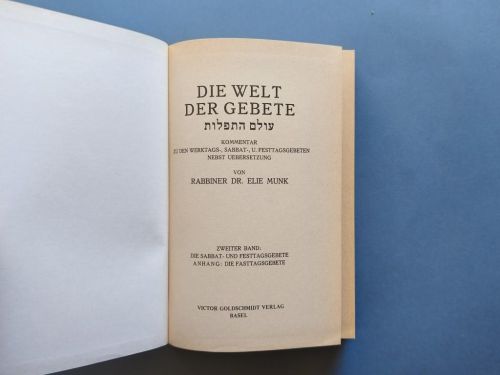 DIE WELT
DER GEBETE
עולם התפלות
KOMMENTAR
ZU DEN WERKTAGS-, SABBAT-, U. FESTTAGSGEBETEN
NEBST UEBERSETZUNG
VON
RABBINER DR. ELIE MUNK
ZWEITER BAND:
DIE SABBAT- UND FESTTAGSGEBETE
ANHANG: DIE FASTTAGSGEBETE
VICTOR GOLDSCHMIDT VERLAG
BASEL